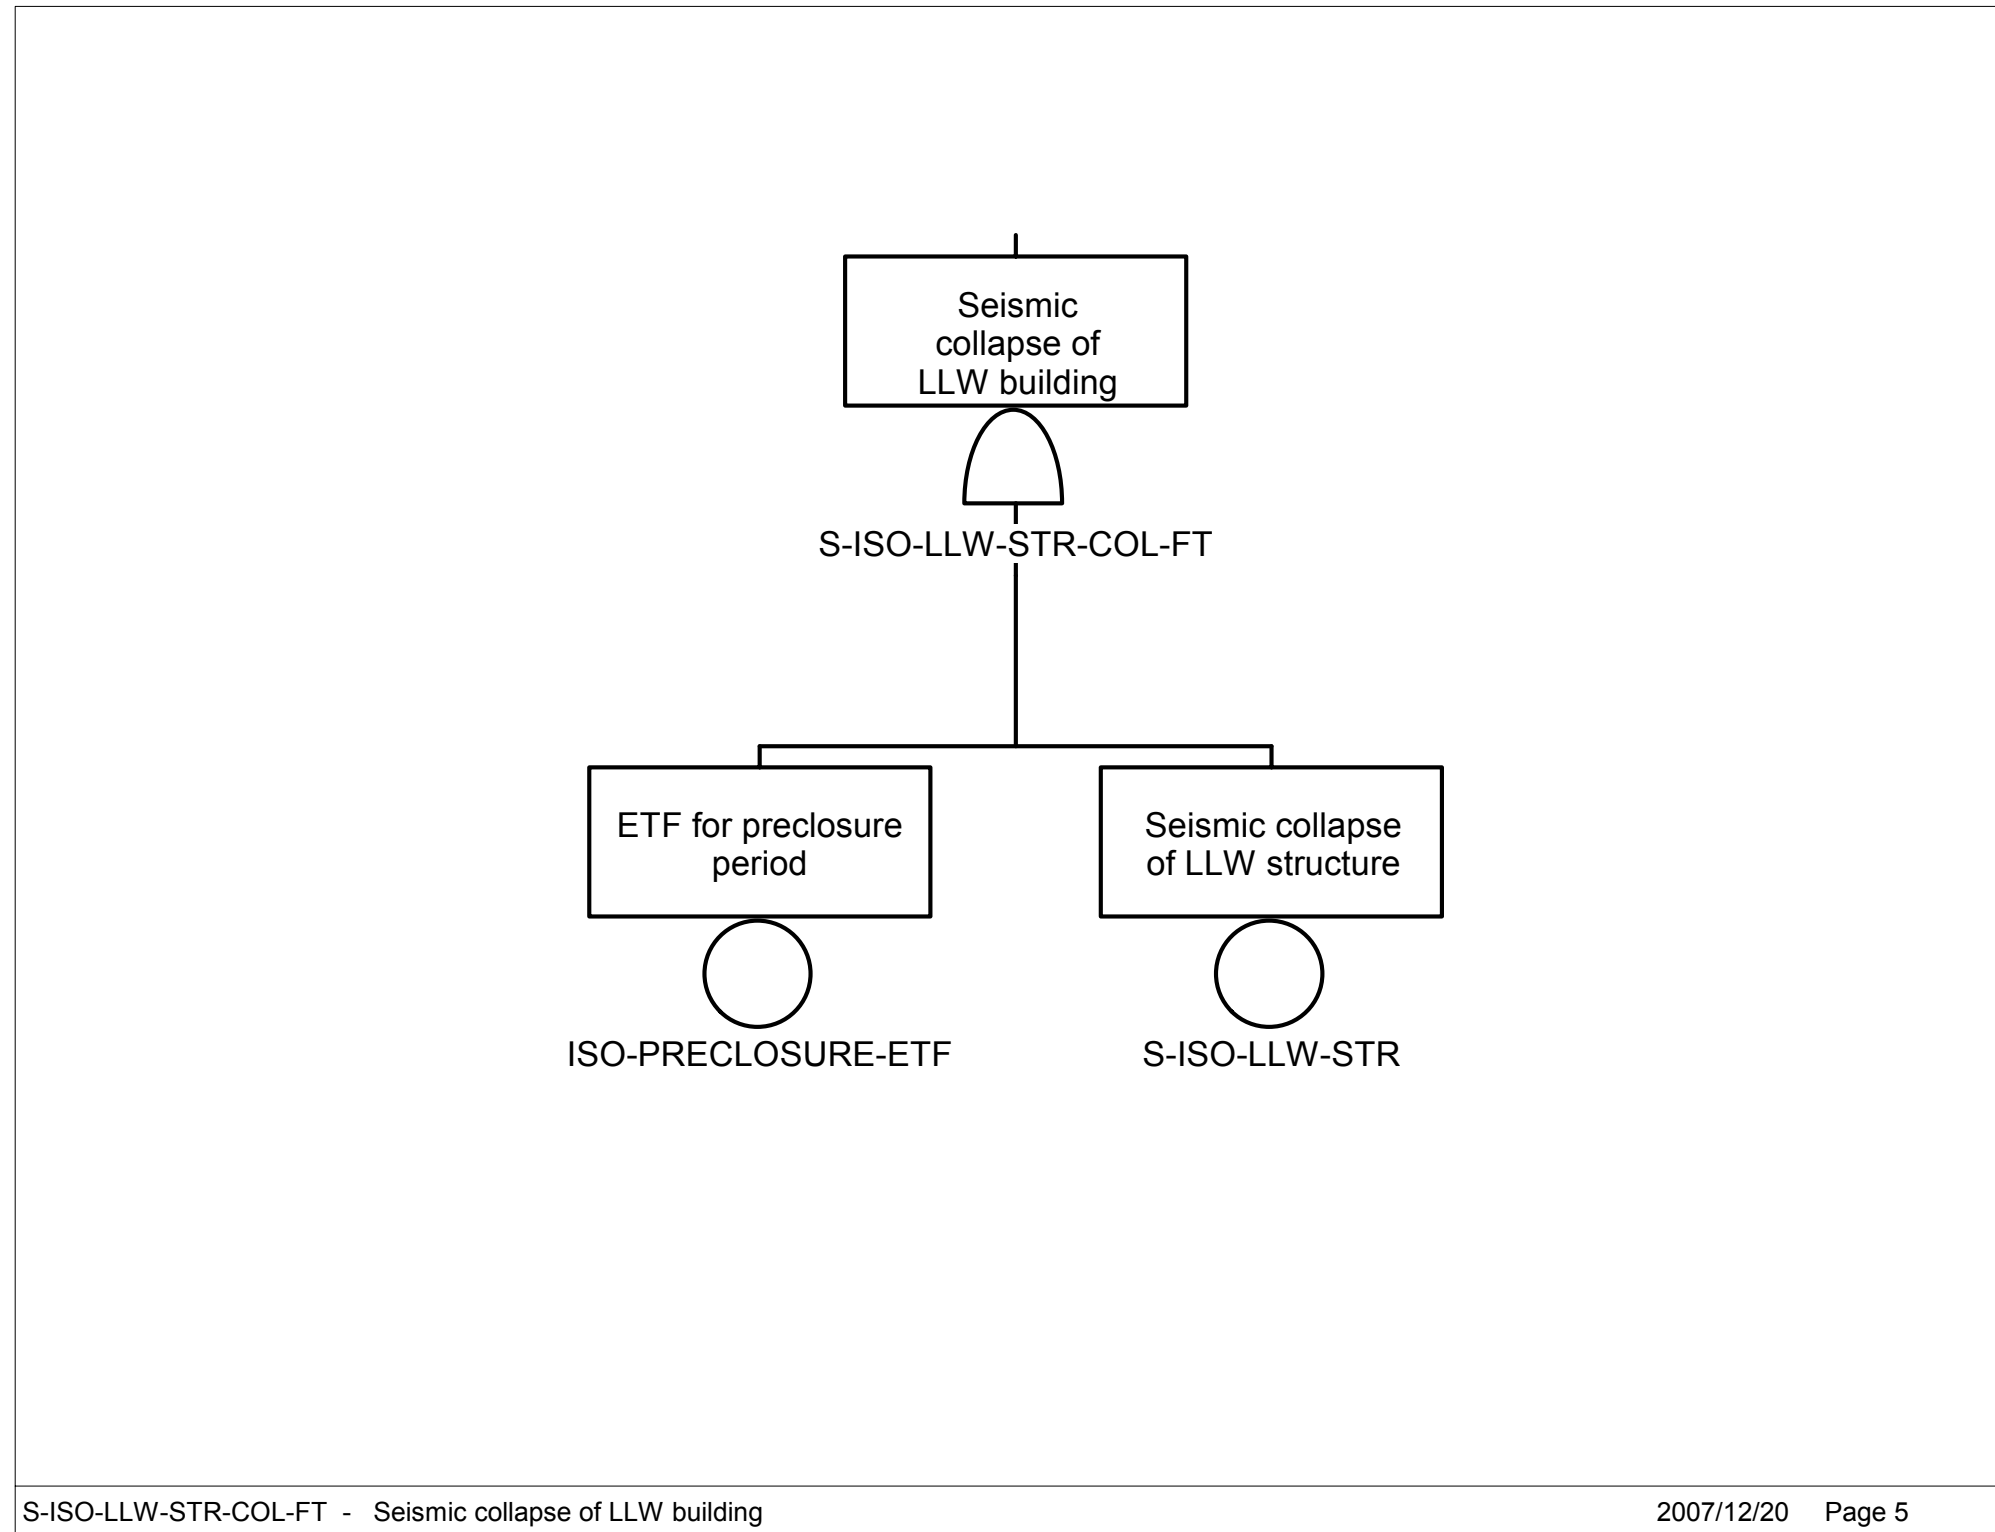 Seismic
collapse of
LLW building
S-ISO-LLW-STR-COL-FT
ETF for preclosure
period
Seismic collapse
of LLW structure
ISO-PRECLOSURE-ETF
S-ISO-LLW-STR
S-ISO-LLW-STR-COL-FT - Seismic collapse of LLW building
2007/12/20 Page 5